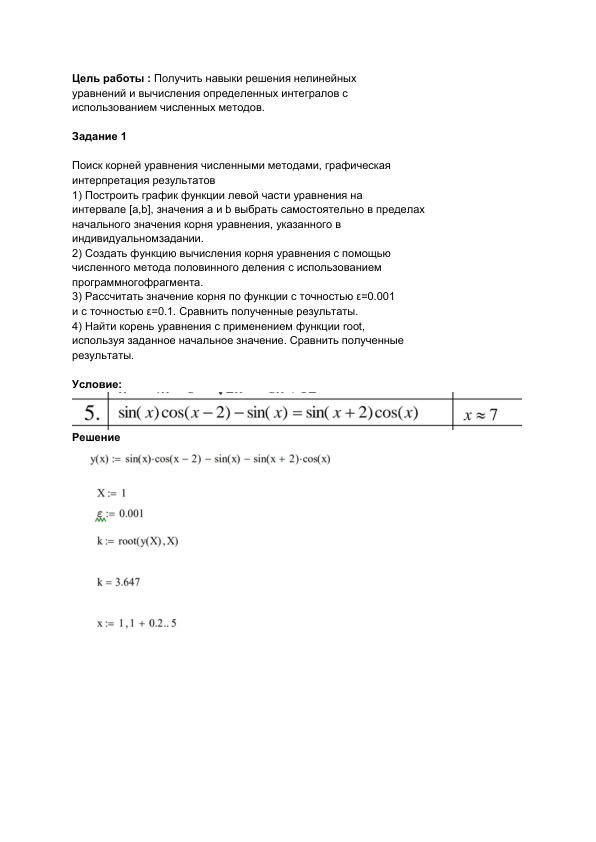 Цель работы : Получить навыки решения нелинейных
уравнений и вычисления определенных интегралов с
использованием численных методов.
Задание 1
Поиск корней уравнения численными методами, графическая
интерпретация результатов
1) Построить график функции левой части уравнения на
интервале [a,b], значения a и b выбрать самостоятельно в пределах
начального значения корня уравнения, указанного в
индивидуальномзадании.
2) Создать функцию вычисления корня уравнения с помощью
численного метода половинного деления с использованием
программногофрагмента.
3) Рассчитать значение корня по функции с точностью ε=0.001
и с точностью ε=0.1. Сравнить полученные результаты.
4) Найти корень уравнения с применением функции root,
используя заданное начальное значение. Сравнить полученные
результаты.
Условие:
5. sin(x)cos(x − 2) − sin(x) = sin(x + 2)cos(x) x ≈ 7
Решение
y(x) := sin(x)·cos(x − 2) − sin(x) − sin(x + 2)·cos(x)
X := 1
ε := 0.001
k := root(y(X),X)
k = 3.647
x := 1,1 + 0.2.. 5